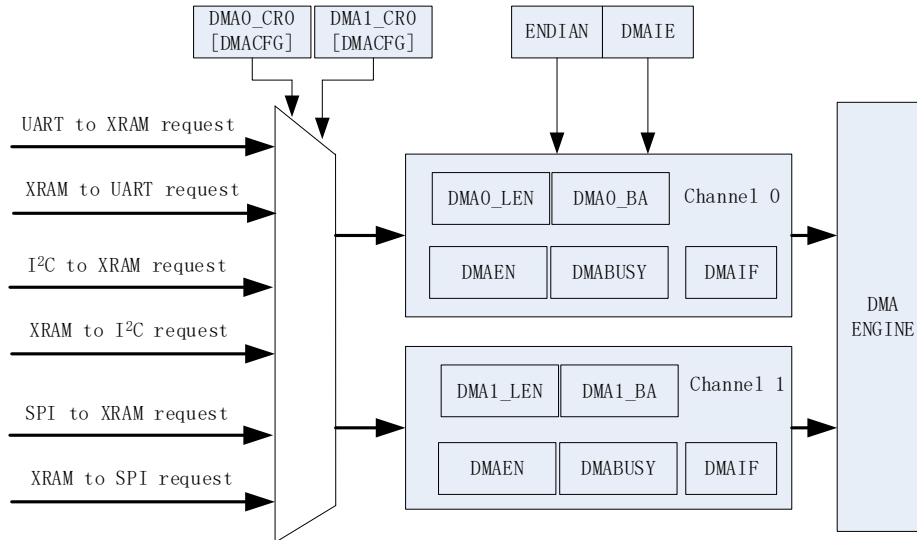 DMA0_CR0
[DMACFG]
DMA1_CR0
[DMACFG]
ENDIAN
DMAIE
UART to XRAM request
XRAM to UART request
I²C to XRAM request
XRAM to I²C request
SPI to XRAM request
XRAM to SPI request
DMA0_LEN
DMA0_BA
Channel 0
DMAEN
DMABUSY
DMAIF
DMA1_LEN
DMA1_BA
Channel 1
DMAEN
DMABUSY
DMAIF
DMA
ENGINE